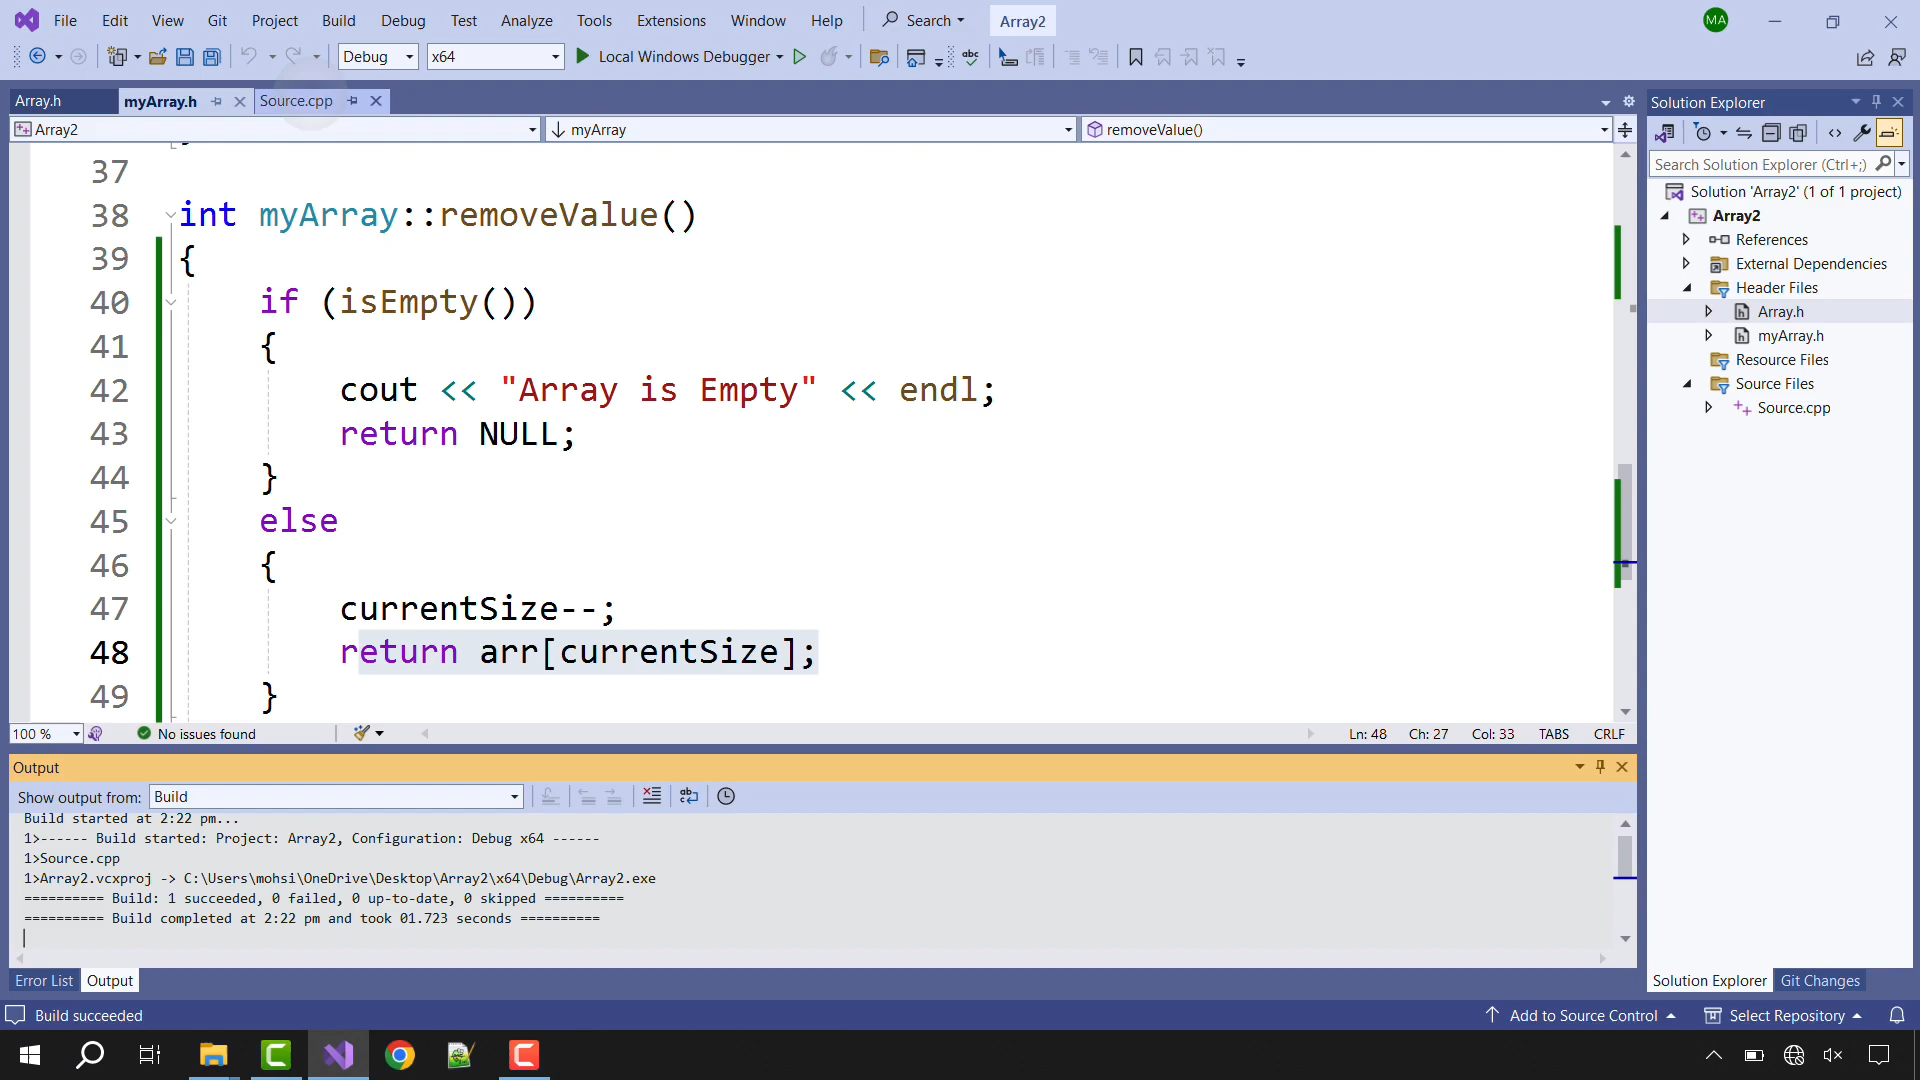 File Edit View Git Project Build Debug Test Analyze Tools Extensions Window Help Search Array2 MA
Debug x64 Local Windows Debugger abc
Array.h myArray.h Source.cpp
Array2 myArray removeValue()
37
38 int myArray::removeValue()
39 {
40 if (isEmpty())
41 {
42 cout << "Array is Empty" << endl;
43 return NULL;
44 }
45 else
46 {
47 currentSize--;
48 return arr[currentSize];
49 }
100 % No issues found Ln: 48 Ch: 27 Col: 33 TABS CRLF
Output
Show output from: Build
Build started at 2:22 pm...
1>------ Build started: Project: Array2, Configuration: Debug x64 ------
1>Source.cpp
1>Array2.vcxproj -> C:\Users\mohsi\OneDrive\Desktop\Array2\x64\Debug\Array2.exe
========== Build: 1 succeeded, 0 failed, 0 up-to-date, 0 skipped ==========
========== Build completed at 2:22 pm and took 01.723 seconds ==========
Error List Output
Solution Explorer
Search Solution Explorer (Ctrl+;)
Solution 'Array2' (1 of 1 project)
Array2
References
External Dependencies
Header Files
Array.h
myArray.h
Resource Files
Source Files
Source.cpp
Solution Explorer Git Changes
Build succeeded Add to Source Control Select Repository